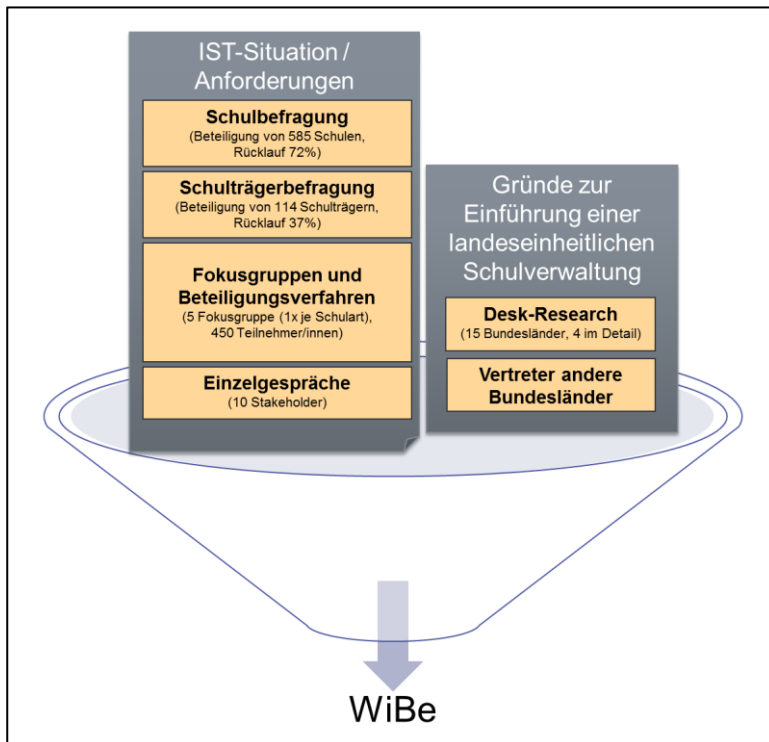 IST-Situation /
Anforderungen
Schulbefragung
(Beteiligung von 585 Schulen,
Rücklauf 72%)
Schulträgerbefragung
(Beteiligung von 114 Schulträgern,
Rücklauf 37%)
Fokusgruppen und
Beteiligungsverfahren
(5 Fokusgruppe (1x je Schulart),
450 Teilnehmer/innen)
Einzelgespräche
(10 Stakeholder)
Gründe zur
Einführung einer
landeseinheitlichen
Schulverwaltung
Desk-Research
(15 Bundesländer, 4 im Detail)
Vertreter andere
Bundesländer
WiBe